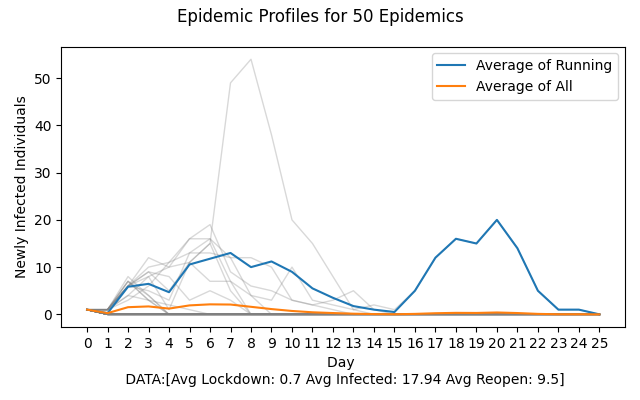 Epidemic Profiles for 50 Epidemics
Newly Infected Individuals
50
40
30
20
10
0
Average of Running
Average of All
0 1 2 3 4 5 6 7 8 9 10 11 12 13 14 15 16 17 18 19 20 21 22 23 24 25
Day
DATA:[Avg Lockdown: 0.7 Avg Infected: 17.94 Avg Reopen: 9.5]